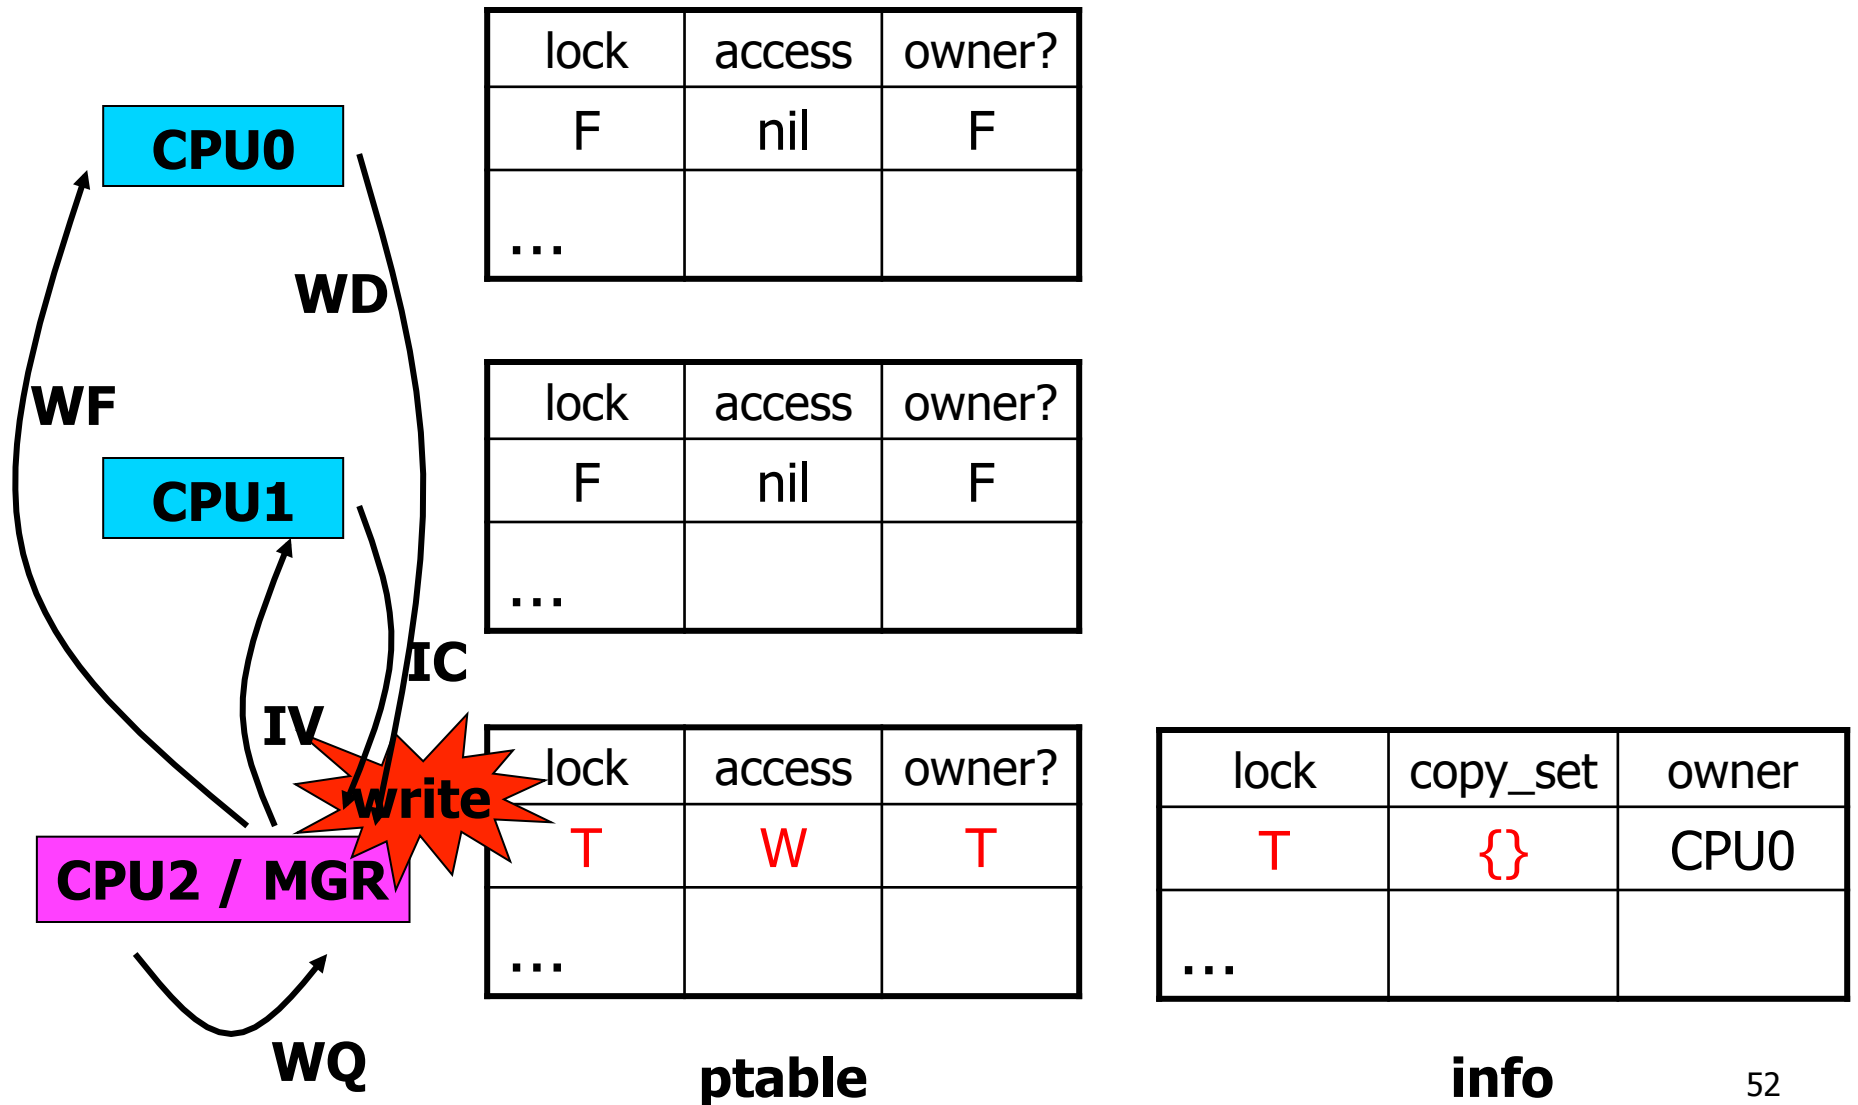 lock access owner?
F nil F
...
CPU0
WD
WF
lock access owner?
F nil F
...
CPU1
IC
IV
write
lock access owner?
T W T
...
CPU2 / MGR
WQ
lock copy_set owner
T {} CPU0
...
ptable
info
52